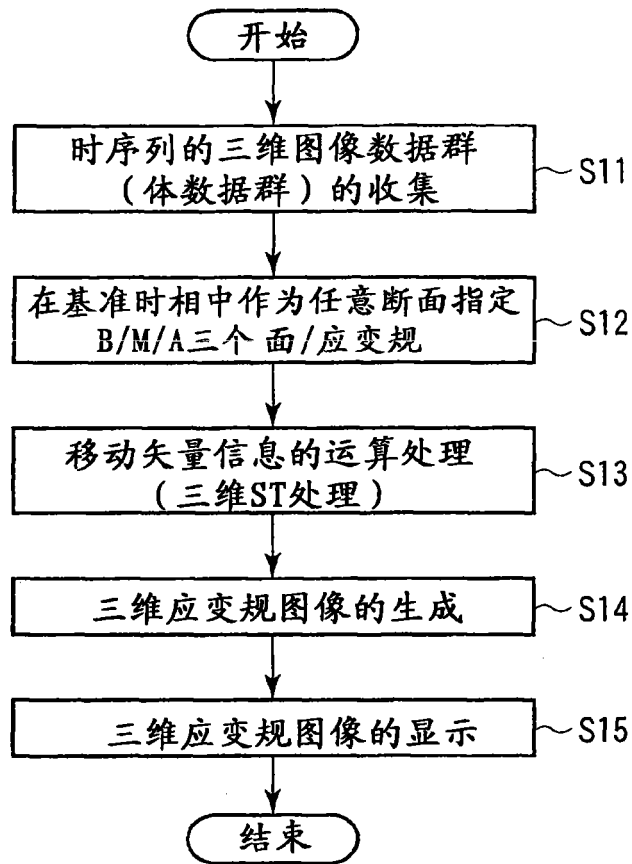 开始
时序列的三维图像数据群
(体数据群)的收集
S11
在基准时相中作为任意断面指定
B/M/A三个面/应变规
S12
移动矢量信息的运算处理
(三维ST处理)
S13
三维应变规图像的生成
S14
三维应变规图像的显示
S15
结束